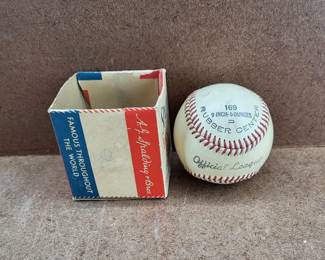 FAMOUS THROUGHOUT
THE WORLD
A.G. Spalding & Bros
169
9 INCH-5 OUNCES
RUBBER CENTER
Official League